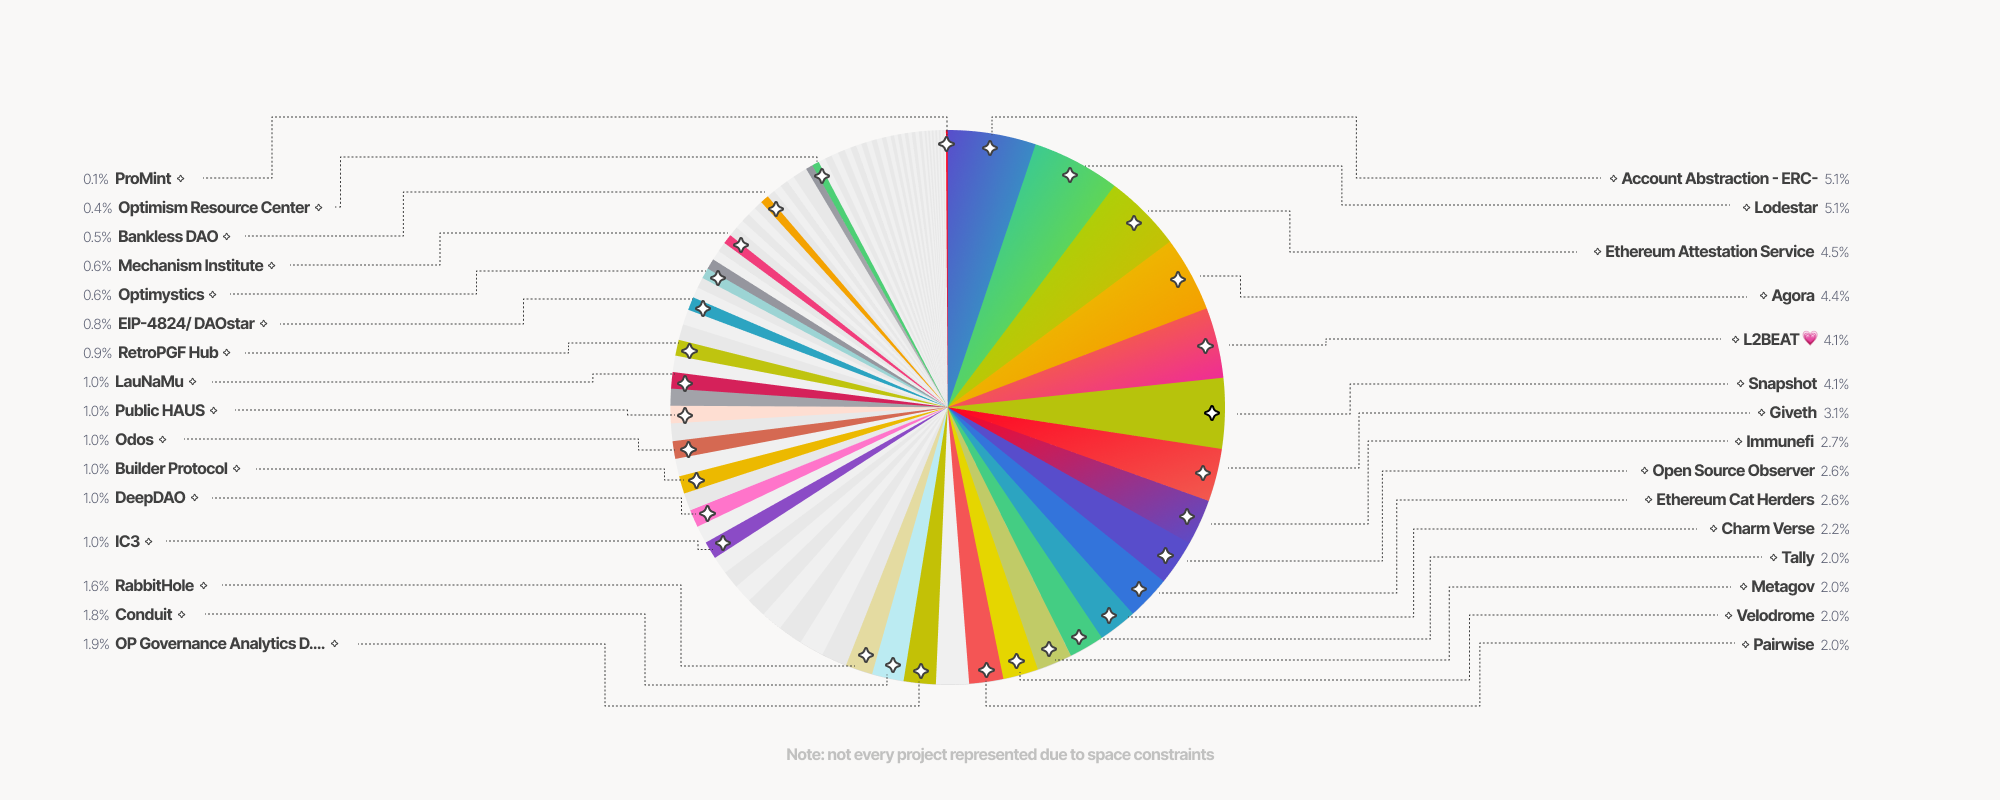 0.1% ProMint
0.4% Optimism Resource Center
0.5% Bankless DAO
0.6% Mechanism Institute
0.6% Optimystics
0.8% EIP-4824/ DAOstar
0.9% RetroPGF Hub
1.0% LauNaMu
1.0% Public HAUS
1.0% Odos
1.0% Builder Protocol
1.0% DeepDAO
1.0% IC3
1.6% RabbitHole
1.8% Conduit
1.9% OP Governance Analytics D....
Account Abstraction - ERC- 5.1%
Lodestar 5.1%
Ethereum Attestation Service 4.5%
Agora 4.4%
L2BEAT 💗 4.1%
Snapshot 4.1%
Giveth 3.1%
Immunefi 2.7%
Open Source Observer 2.6%
Ethereum Cat Herders 2.6%
Charm Verse 2.2%
Tally 2.0%
Metagov 2.0%
Velodrome 2.0%
Pairwise 2.0%
Note: not every project represented due to space constraints